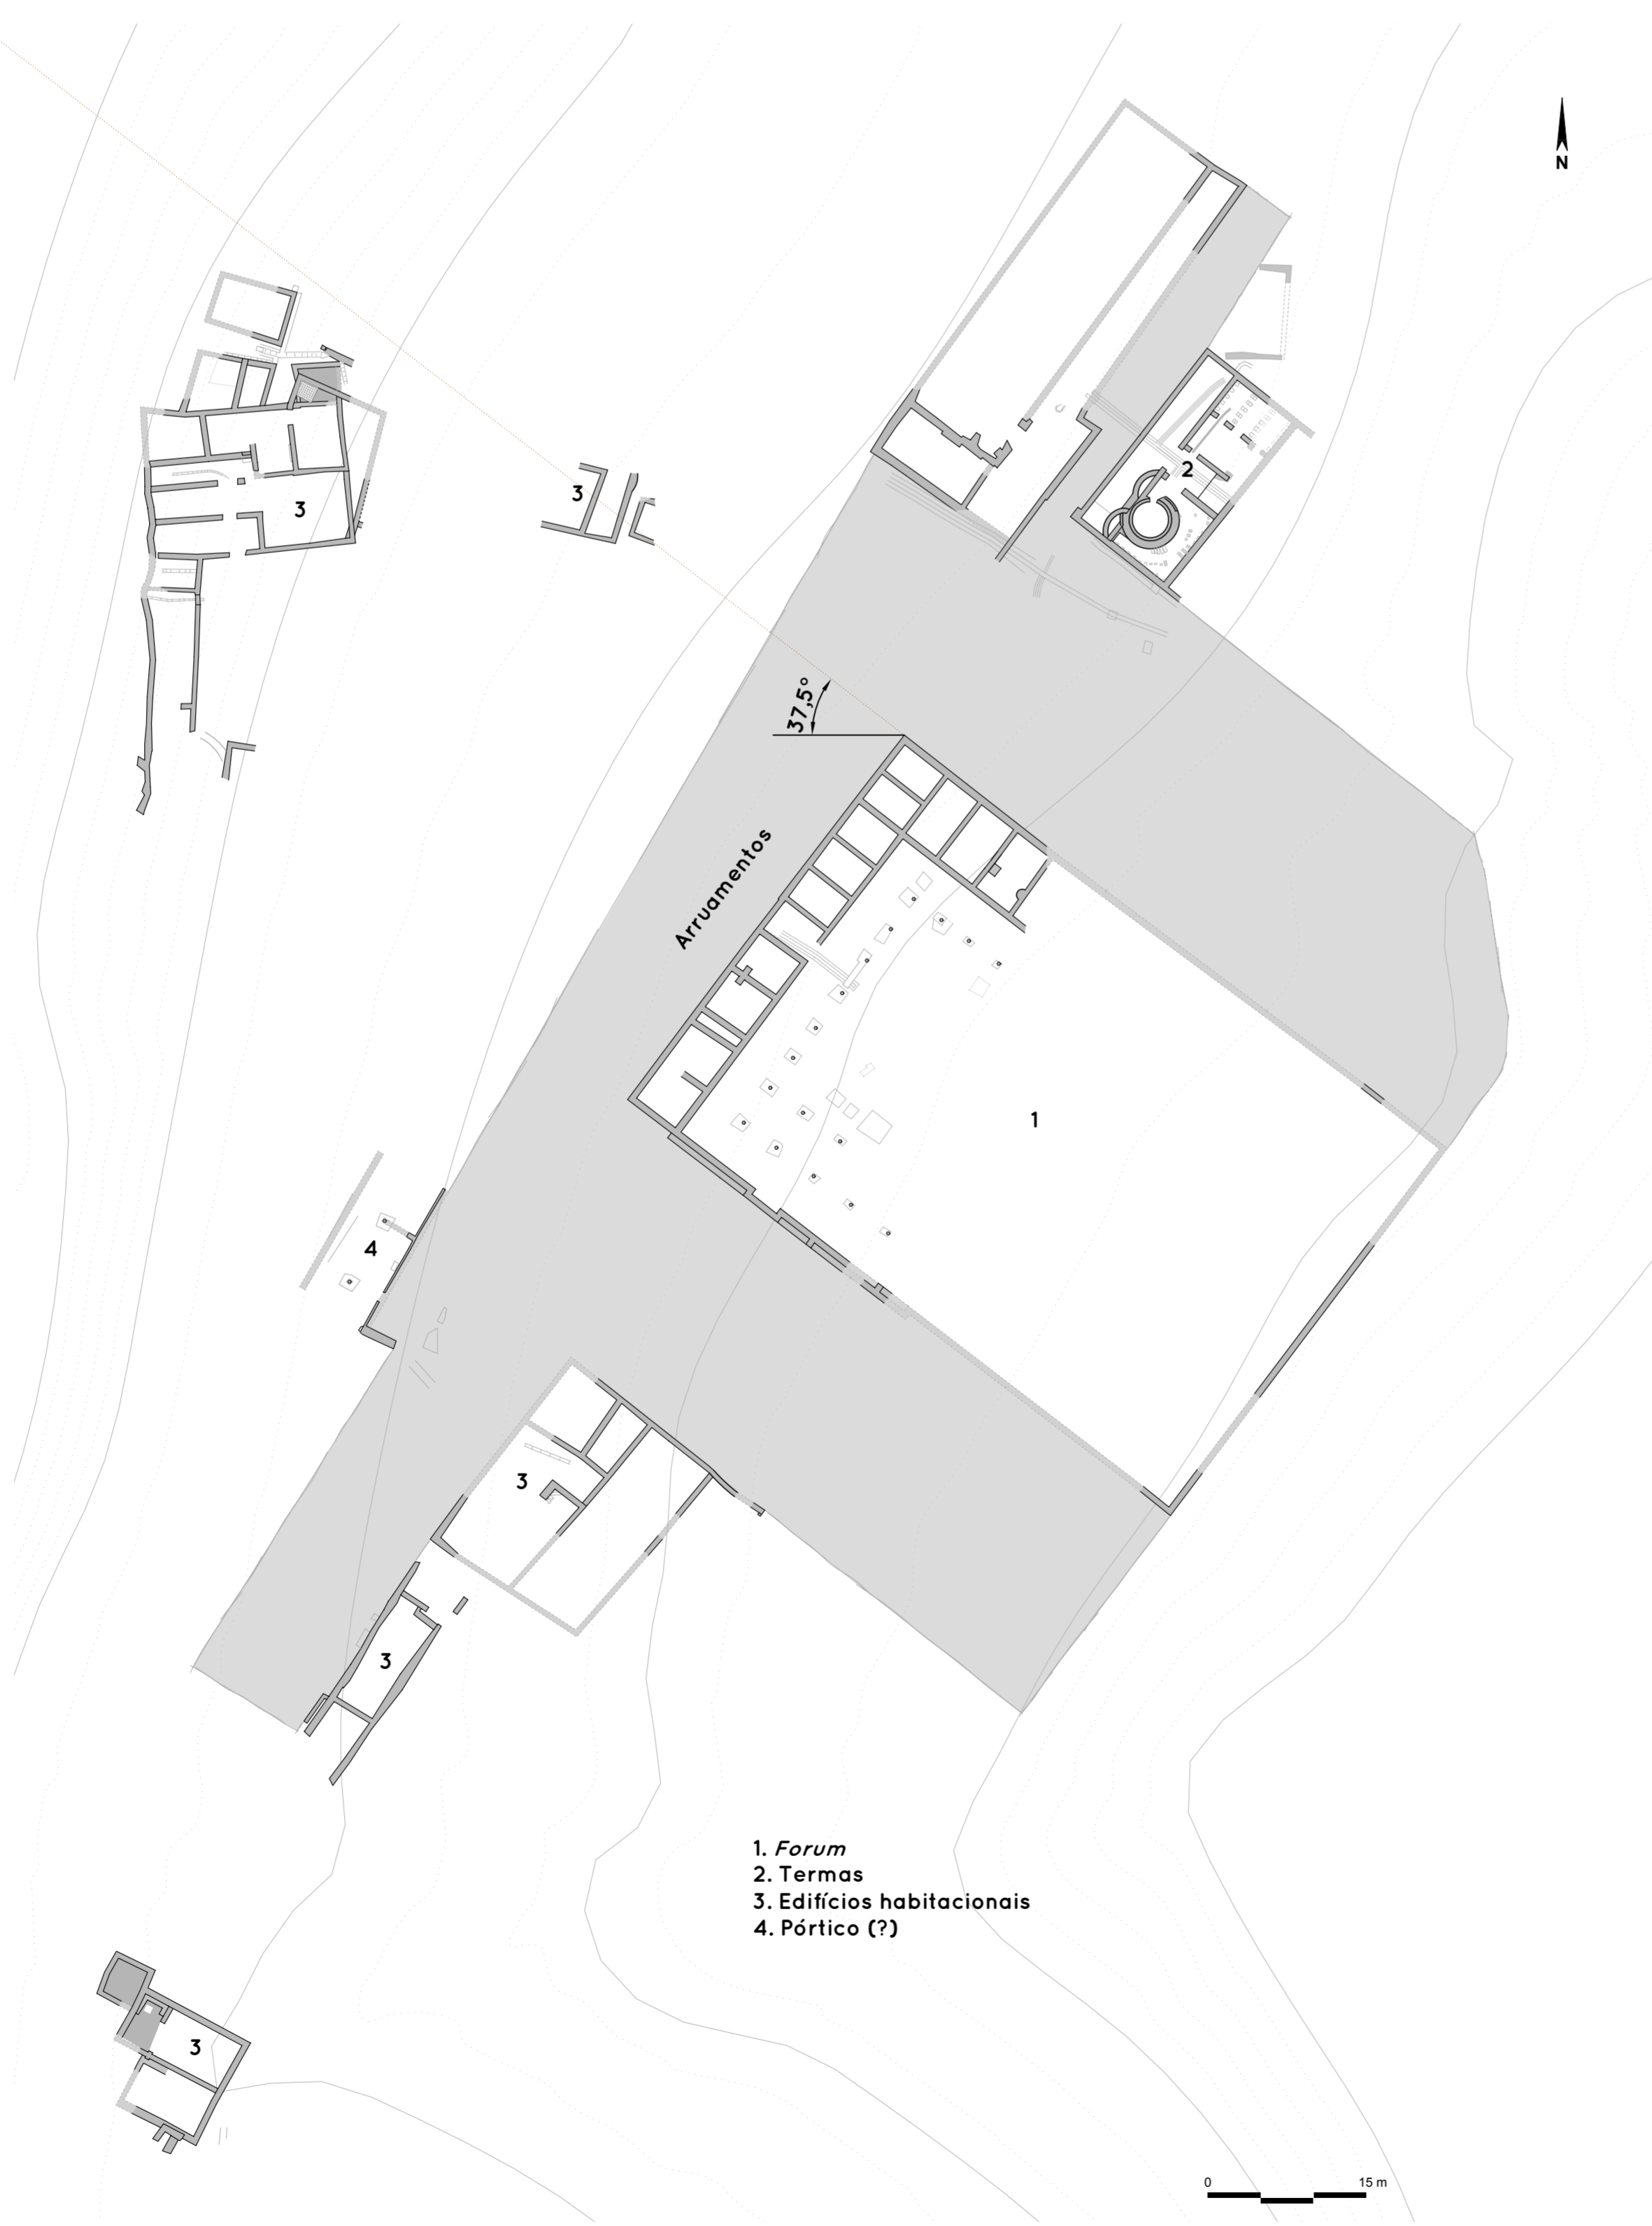 N
2
3
3
37,5°
Arruamentos
1
4
3
3
1. Forum
2. Termas
3. Edifícios habitacionais
4. Pórtico (?)
3
0 15 m